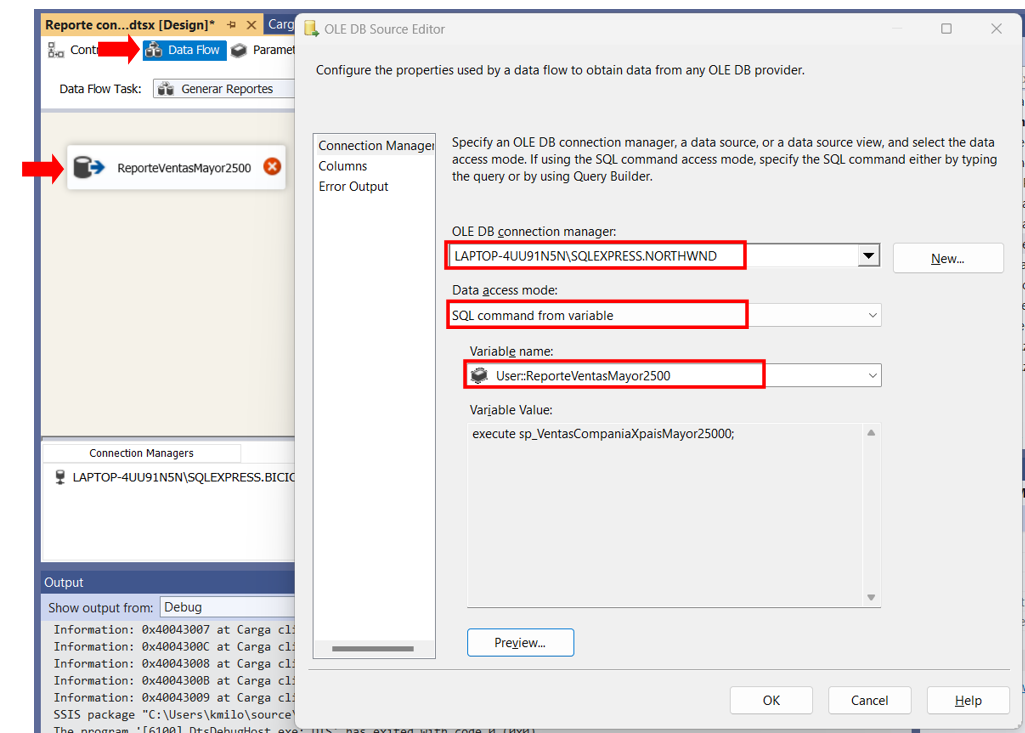 Reporte con...dtsx [Design]*
Carg
OLE DB Source Editor
Cont
Data Flow
Paramet
Configure the properties used by a data flow to obtain data from any OLE DB provider.
Data Flow Task:
Generar Reportes
Connection Manager
Columns
Error Output
Specify an OLE DB connection manager, a data source, or a data source view, and select the data
access mode. If using the SQL command access mode, specify the SQL command either by typing
the query or by using Query Builder.
ReporteVentasMayor2500
OLE DB connection manager:
LAPTOP-4UU91N5N\SQLEXPRESS.NORTHWND
New...
Data access mode:
SQL command from variable
Variable name:
User::ReporteVentasMayor2500
Variable Value:
execute sp_VentasCompaniaXpaisMayor25000;
Connection Managers
LAPTOP-4UU91N5N\SQLEXPRESS.BICIC
Output
Show output from:
Debug
Information: 0x40043007 at Carga cli
Information: 0x4004300C at Carga cli
Information: 0x40043008 at Carga cli
Information: 0x4004300B at Carga cli
Information: 0x40043009 at Carga cli
SSIS package "C:\Users\kmilo\source\
The program '[6100] DtsDebugHost.exe: DTS' has exited with code 0 (0x0).
Preview...
OK
Cancel
Help